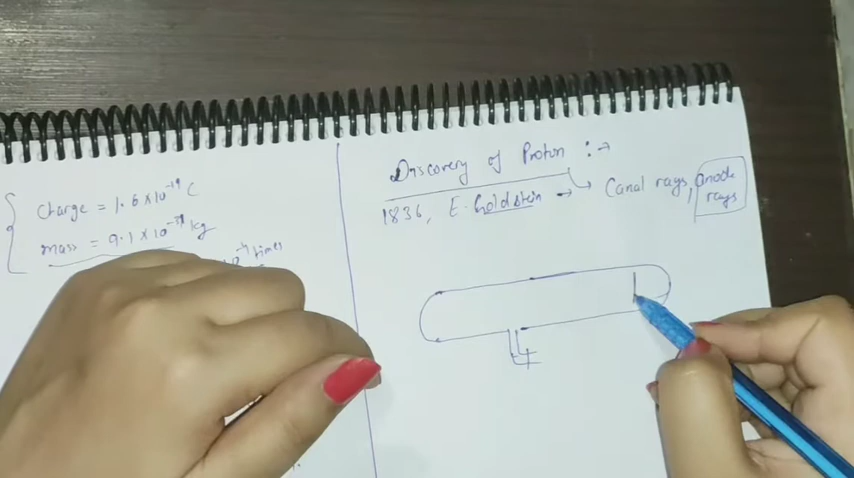 Charge = 1.6 x 10⁻¹⁹ C
mass = 9.1 x 10⁻³¹ kg
times
Discovery of Proton :→
1836, E. Goldstein → Canal rays, anode rays